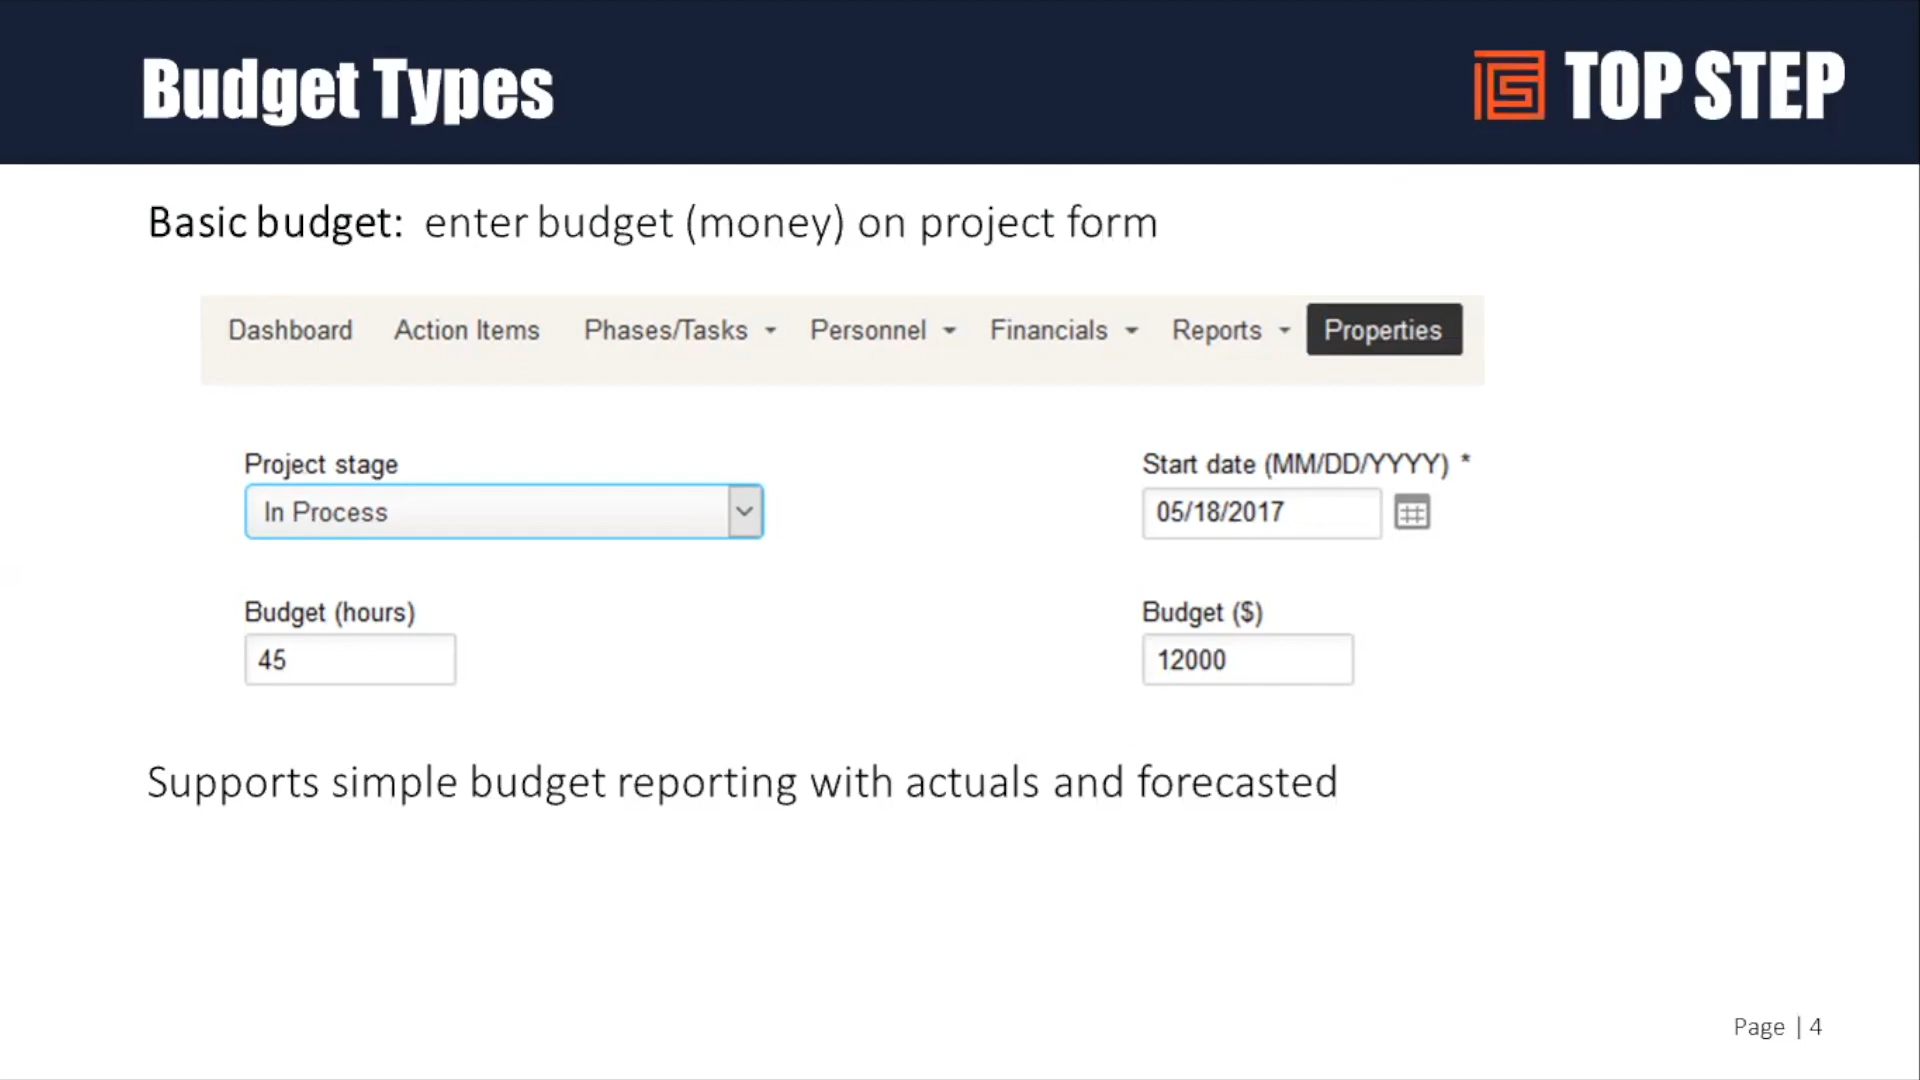 Budget Types
TOP STEP
Basic budget: enter budget (money) on project form
Dashboard Action Items Phases/Tasks Personnel Financials Reports Properties
Project stage
Start date (MM/DD/YYYY) *
In Process
05/18/2017
Budget (hours)
Budget ($)
45
12000
Supports simple budget reporting with actuals and forecasted
Page | 4